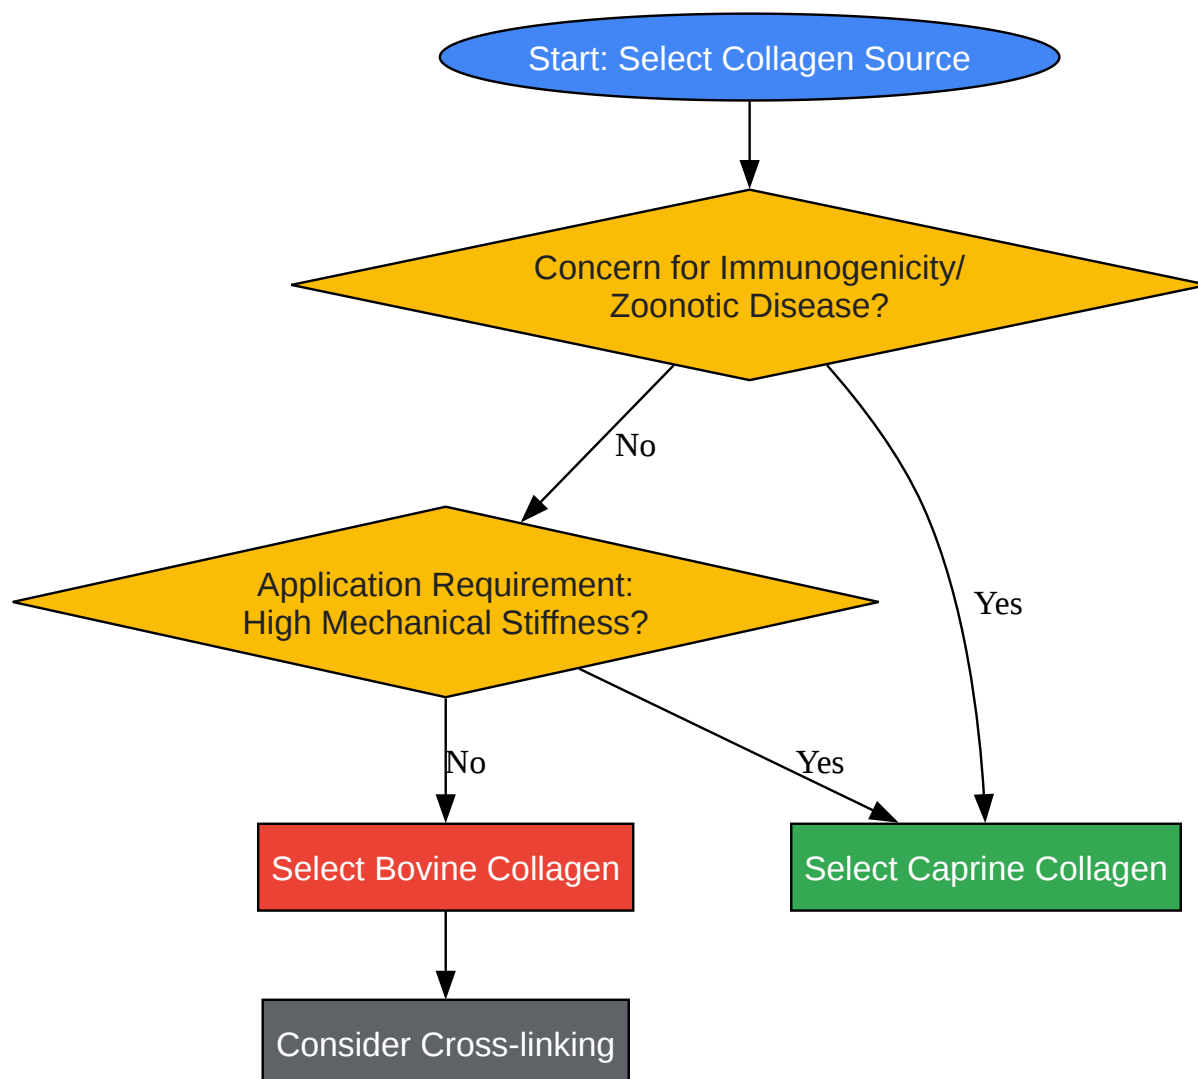 Start: Select Collagen Source
Concern for Immunogenicity/
Zoonotic Disease?
No
Application Requirement:
High Mechanical Stiffness?
Yes
No
Yes
Select Bovine Collagen
Select Caprine Collagen
Consider Cross-linking